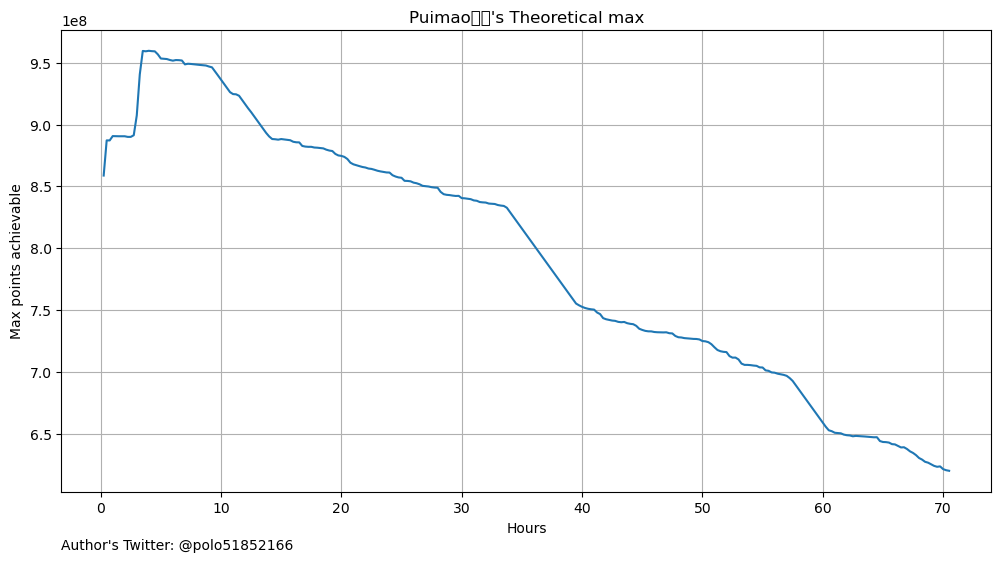 Puimao▯▯'s Theoretical max
1e8
Max points achievable
9.5
9.0
8.5
8.0
7.5
7.0
6.5
0 10 20 30 40 50 60 70
Hours
Author's Twitter: @polo51852166